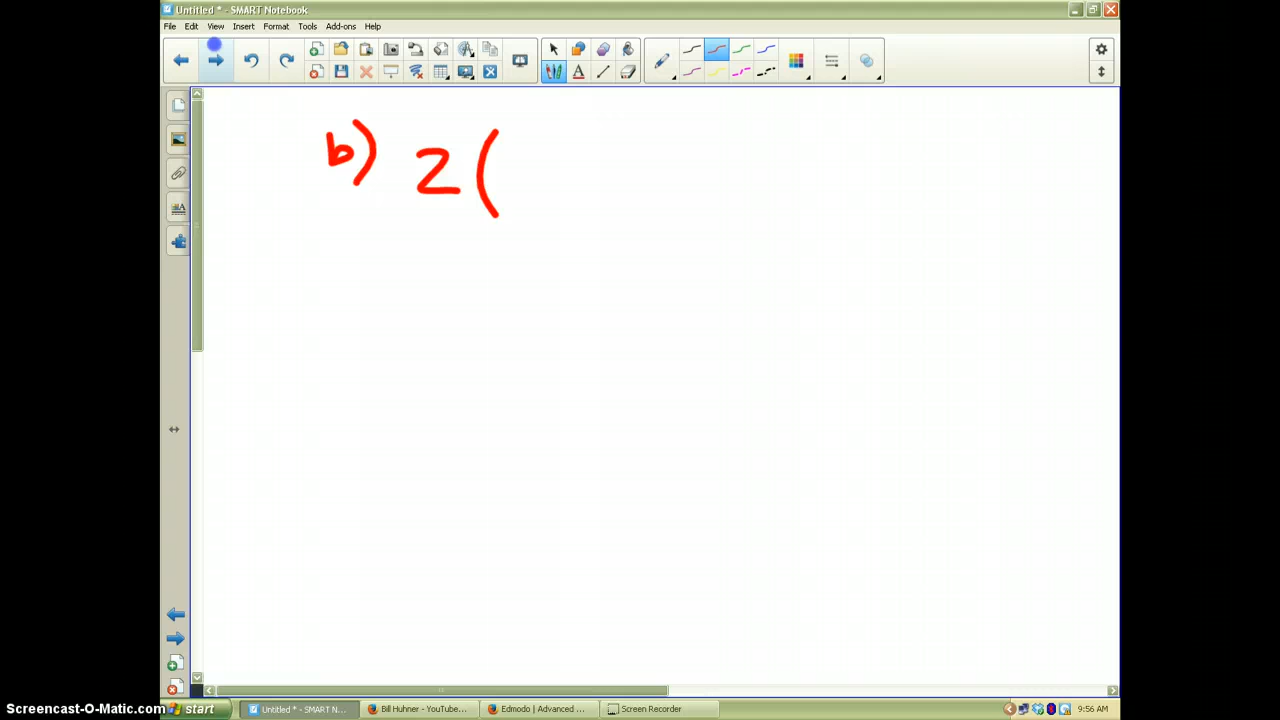 Untitled * - SMART Notebook
File Edit View Insert Format Tools Add-ons Help
b) 2 (
Screencast-O-Matic.com start Untitled * - SMART N... Bill Huhner - YouTube... Edmodo | Advanced ... Screen Recorder 9:56 AM